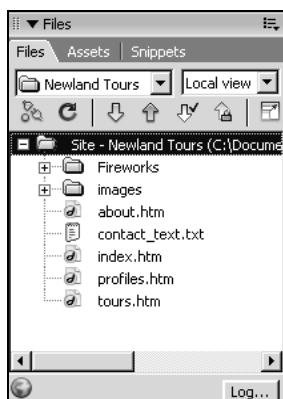 Files
Files Assets Snippets
Newland Tours Local view
Site - Newland Tours (C:\Docume
Fireworks
images
about.htm
contact_text.txt
index.htm
profiles.htm
tours.htm
Log...